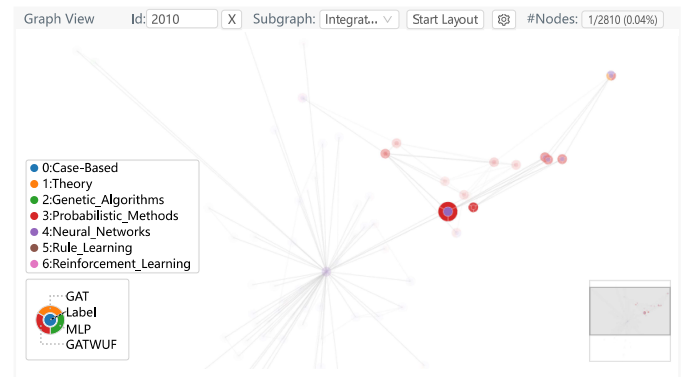 Graph View Id: 2010 X Subgraph: Integrat... Start Layout #Nodes: 1/2810 (0.04%)
0:Case-Based
1:Theory
2:Genetic_Algorithms
3:Probabilistic_Methods
4:Neural_Networks
5:Rule_Learning
6:Reinforcement_Learning
GAT
Label
MLP
GATWUF